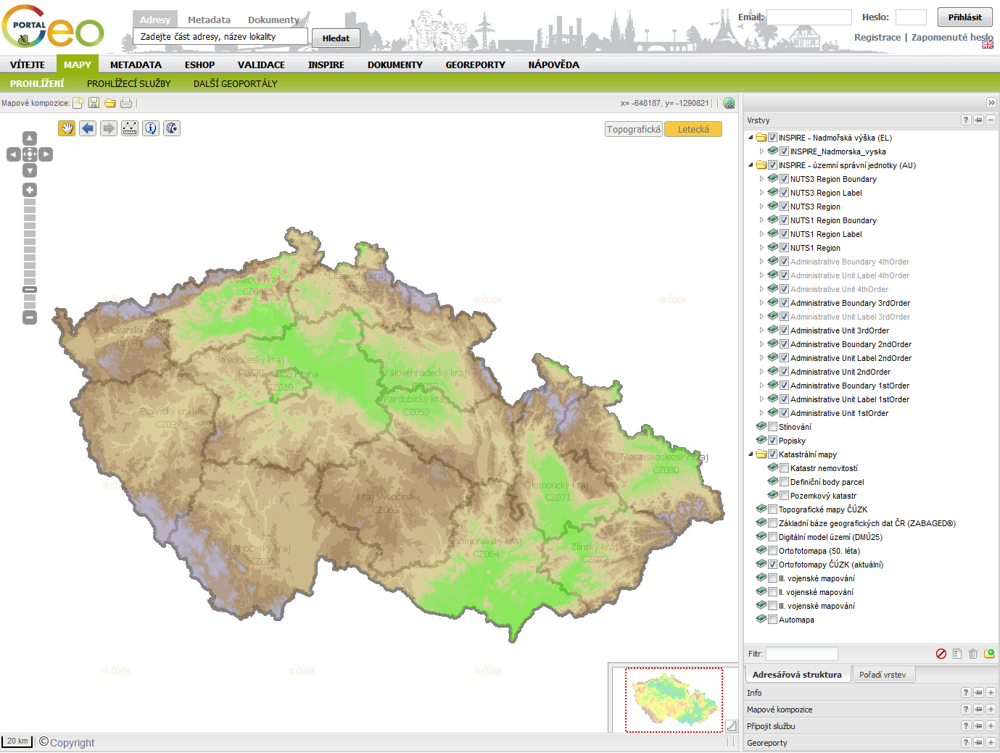 PORTAL
Geo
Adresy Metadata Dokumenty
Zadejte část adresy, název lokality
Hledat
Email:
Heslo:
Přihlásit
Registrace | Zapomenuté heslo
VÍTEJTE MAPY METADATA ESHOP VALIDACE INSPIRE DOKUMENTY GEOREPORTY NÁPOVĚDA
PROHLÍŽENÍ PROHLÍŽECÍ SLUŽBY DALŠÍ GEOPORTÁLY
Mapové kompozice:
x= -648187, y= -1290821
Topografická
Letecká
Ústecký kraj
CZ042
Liberecký kraj
CZ051
© ČÚZK
© ČÚZK
Karlovarský kraj
CZ041
Středočeský kraj
Praha
CZ010
Královéhradecký kraj
CZ052
Pardubický kraj
CZ053
Plzeňský kraj
CZ032
Moravskoslezský kraj
CZ080
Olomoucký kraj
CZ071
Kraj Vysočina
CZ063
Jihomoravský kraj
CZ064
Zlínský kraj
CZ072
Jihočeský kraj
CZ031
© ČÚZK
© ČÚZK
© ČÚZK
20 km
© Copyright
Vrstvy
INSPIRE - Nadmořská výška (EL)
INSPIRE_Nadmorska_vyska
INSPIRE - územní správní jednotky (AU)
NUTS3 Region Boundary
NUTS3 Region Label
NUTS3 Region
NUTS1 Region Boundary
NUTS1 Region Label
NUTS1 Region
Administrative Boundary 4thOrder
Administrative Unit Label 4thOrder
Administrative Unit 4thOrder
Administrative Boundary 3rdOrder
Administrative Unit Label 3rdOrder
Administrative Unit 3rdOrder
Administrative Boundary 2ndOrder
Administrative Unit Label 2ndOrder
Administrative Unit 2ndOrder
Administrative Boundary 1stOrder
Administrative Unit Label 1stOrder
Administrative Unit 1stOrder
Stínování
Popisky
Katastrální mapy
Katastr nemovitostí
Definiční body parcel
Pozemkový katastr
Topografické mapy ČÚZK
Základní báze geografických dat ČR (ZABAGED®)
Digitální model území (DMÚ25)
Ortofotomapa (50. léta)
Ortofotomapy ČÚZK (aktuální)
III. vojenské mapování
II. vojenské mapování
III. vojenské mapování
Automapa
Filtr:
Adresářová struktura
Pořadí vrstev
Info
Mapové kompozice
Připojit službu
Georeporty